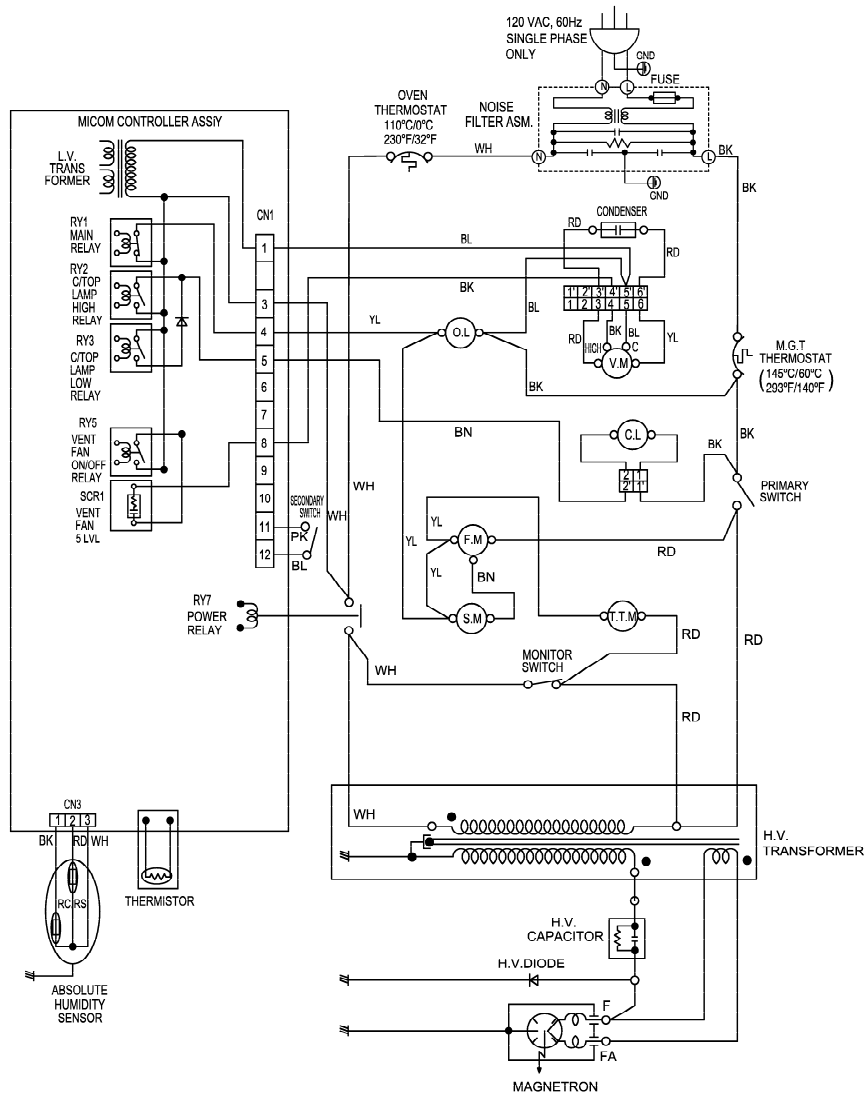 120 VAC, 60Hz
SINGLE PHASE
ONLY
GND
N
L
FUSE
NOISE
FILTER ASM.
OVEN
THERMOSTAT
110°C/0°C
230°F/32°F
WH
N
L
BK
GND
BK
MICOM CONTROLLER ASS'Y
L.V.
TRANS
FORMER
CN1
RY1
MAIN
RELAY
RY2
C/TOP
LAMP
HIGH
RELAY
RY3
C/TOP
LAMP
LOW
RELAY
RY5
VENT
FAN
ON/OFF
RELAY
SCR1
VENT
FAN
5 LVL
1
3
4
5
6
7
8
9
10
11
12
BL
BK
YL
BN
CONDENSER
RD
RD
1' 2' 3' 4' 5' 6'
1 2 3 4 5 6
BL
RD
BK
BL
YL
HIGH
C
V.M
O.L
BK
M.G.T
THERMOSTAT
(145°C/60°C
293°F/140°F)
C.L
BK
BK
2 1
2' 1'
PRIMARY
SWITCH
SECONDARY
SWITCH
PK
BL
WH
WH
YL
YL
F.M
RD
YL
BN
S.M
T.T.M
RY7
POWER
RELAY
RD
RD
MONITOR
SWITCH
WH
RD
WH
H.V.
TRANSFORMER
CN3
1 2 3
BK
RD
WH
RC
RS
THERMISTOR
ABSOLUTE
HUMIDITY
SENSOR
H.V.
CAPACITOR
H.V.DIODE
F
FA
MAGNETRON